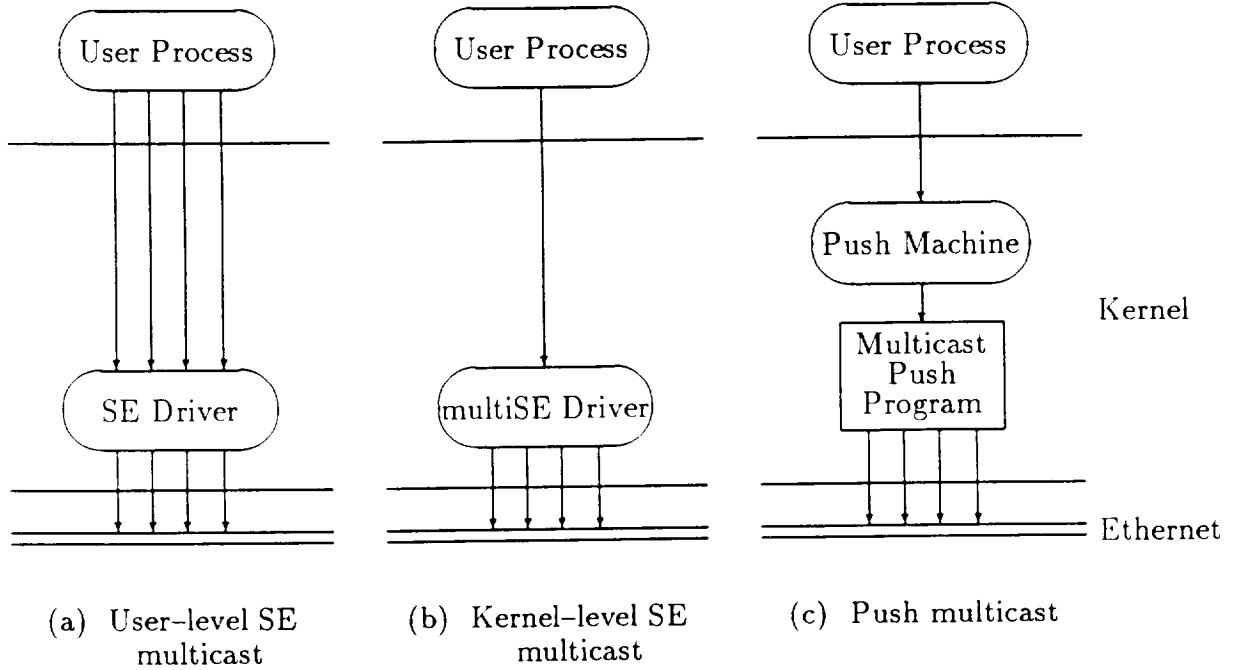 User Process
User Process
User Process
Push Machine
Kernel
Multicast
Push
Program
SE Driver
multiSE Driver
Ethernet
(a) User–level SE
multicast
(b) Kernel–level SE
multicast
(c) Push multicast